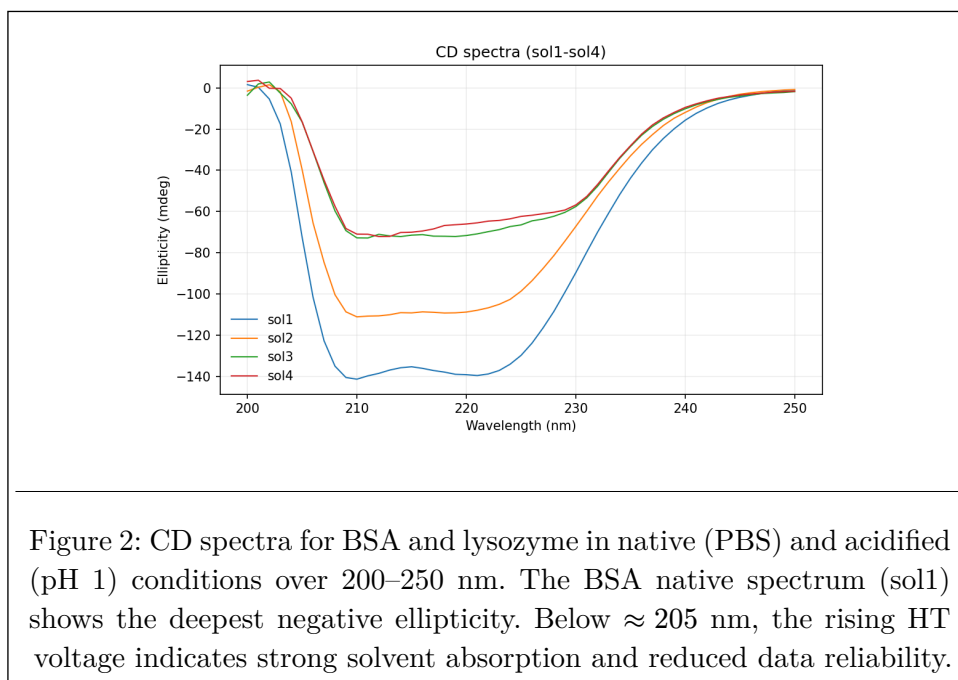 CD spectra (sol1-sol4)
Ellipticity (mdeg)
0
−20
−40
−60
−80
−100
−120
−140
sol1
sol2
sol3
sol4
200 210 220 230 240 250
Wavelength (nm)
Figure 2: CD spectra for BSA and lysozyme in native (PBS) and acidified
(pH 1) conditions over 200–250 nm. The BSA native spectrum (sol1)
shows the deepest negative ellipticity. Below ≈ 205 nm, the rising HT
voltage indicates strong solvent absorption and reduced data reliability.